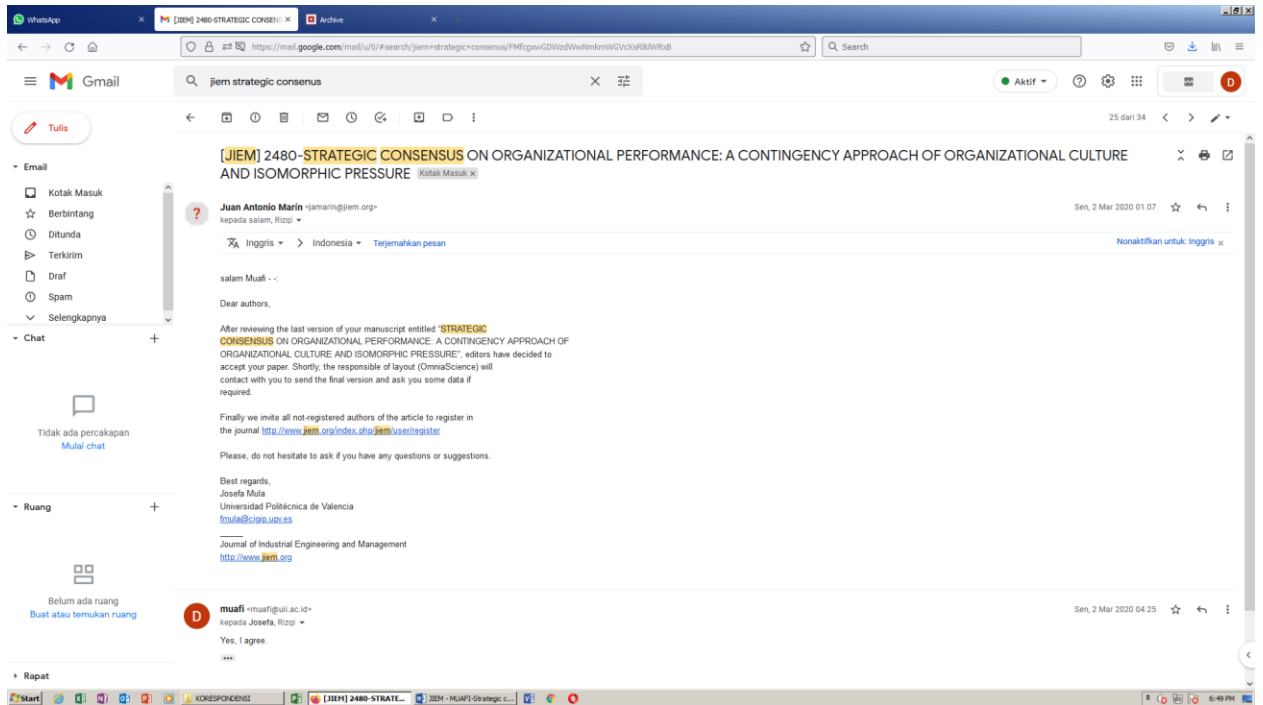 WhatsApp
[JIEM] 2480-STRATEGIC CONSENS
Archive
https://mail.google.com/mail/u/0/#search/jiem+strategic+consenus/
Search
Gmail
jiem strategic consenus
Aktif
D
Tulis
25 dari 34
Email
Kotak Masuk
Berbintang
Ditunda
Terkirim
Draf
Spam
Selengkapnya
Chat
Tidak ada percakapan
Mulai chat
Ruang
Belum ada ruang
Buat atau temukan ruang
Rapat
[JIEM] 2480-STRATEGIC CONSENSUS ON ORGANIZATIONAL PERFORMANCE: A CONTINGENCY APPROACH OF ORGANIZATIONAL CULTURE
AND ISOMORPHIC PRESSURE Kotak Masuk x
Juan Antonio Marín <jamarin@jiem.org>
Sen, 2 Mar 2020 01.07
kepada salam, Rizqi
Inggris > Indonesia Terjemahkan pesan
Nonaktifkan untuk: Inggris x
salam Muafi - -:
Dear authors,
After reviewing the last version of your manuscript entitled "STRATEGIC
CONSENSUS ON ORGANIZATIONAL PERFORMANCE: A CONTINGENCY APPROACH OF
ORGANIZATIONAL CULTURE AND ISOMORPHIC PRESSURE", editors have decided to
accept your paper. Shortly, the responsible of layout (OmniaScience) will
contact with you to send the final version and ask you some data if
required.
Finally we invite all not-registered authors of the article to register in
the journal http://www.jiem.org/index.php/jiem/user/register
Please, do not hesitate to ask if you have any questions or suggestions.
Best regards,
Josefa Mula
Universidad Politécnica de Valencia
fmula@cigip.upv.es
Journal of Industrial Engineering and Management
http://www.jiem.org
D
muafi <muafi@uii.ac.id>
Sen, 2 Mar 2020 04.25
kepada Josefa, Rizqi
Yes, I agree.
Start
KORESPONDENSI
[JIEM] 2480-STRATE...
JIEM - MUAFI-Strategic c...
6:49 PM